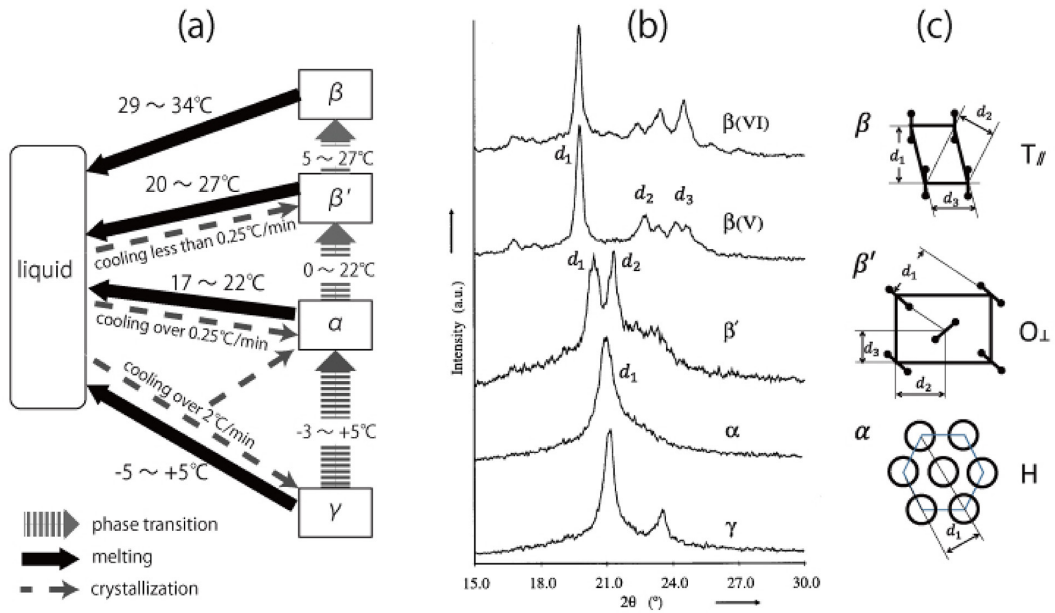 (a)
29 ～ 34℃
β
5 ～ 27℃
20 ～ 27℃
β'
cooling less than 0.25℃/min
liquid
0 ～ 22℃
17 ～ 22℃
α
cooling over 0.25℃/min
cooling over 2℃/min
-3 ～ +5℃
-5 ～ +5℃
γ
phase transition
melting
crystallization
(b)
β(VI)
d₁
d₂
d₃
β(V)
d₁
d₂
β'
d₁
α
γ
Intensity (a.u.)
15.0 18.0 21.0 24.0 27.0 30.0
2θ (°)
(c)
β
d₂
d₁
T∥
d₃
β'
d₁
O⊥
d₃
d₂
α
H
d₁